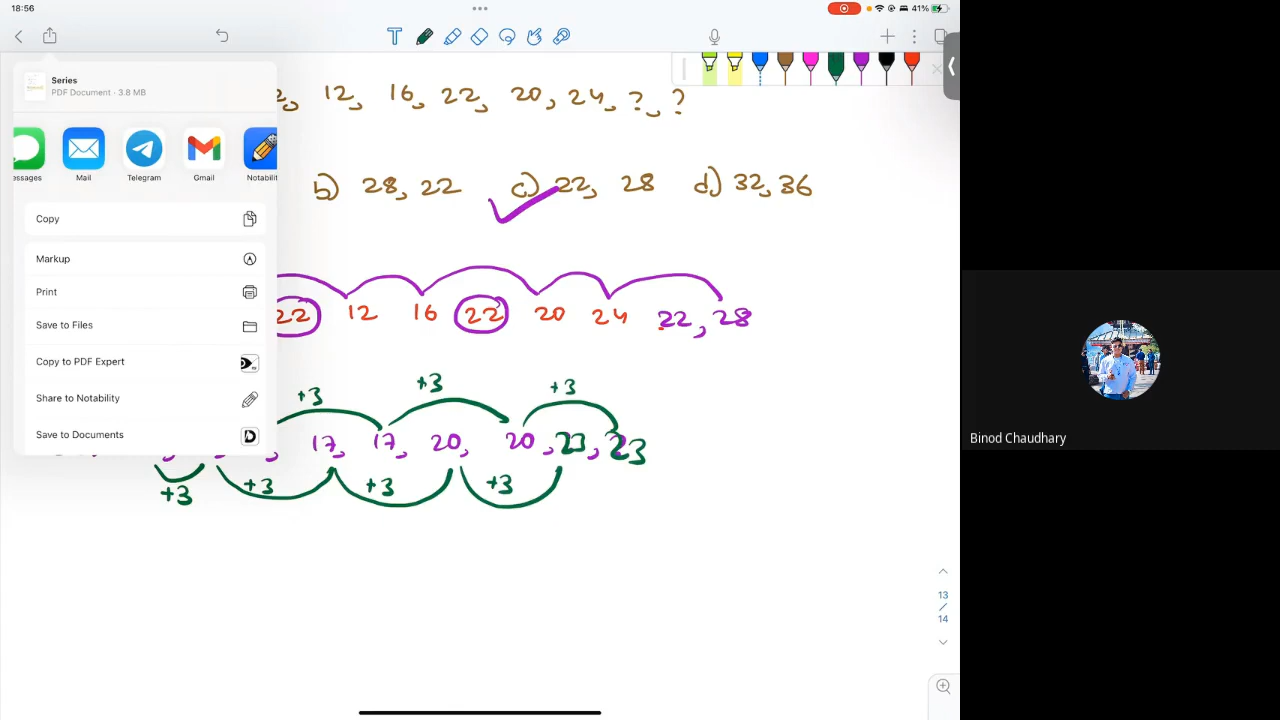 18:56
41%
T
Series
PDF Document · 3.8 MB
essages
Mail
Telegram
Gmail
Notabilit
Copy
Markup
Print
Save to Files
Copy to PDF Expert
Share to Notability
Save to Documents
12, 16, 22, 20, 24, ?, ?
b) 28, 22 c) 22, 28 d) 32, 36
22 12 16 22 20 24 22, 28
+3 +3 +3
17, 17, 20, 20, 23, 23
+3 +3 +3 +3
13
/
14
Binod Chaudhary